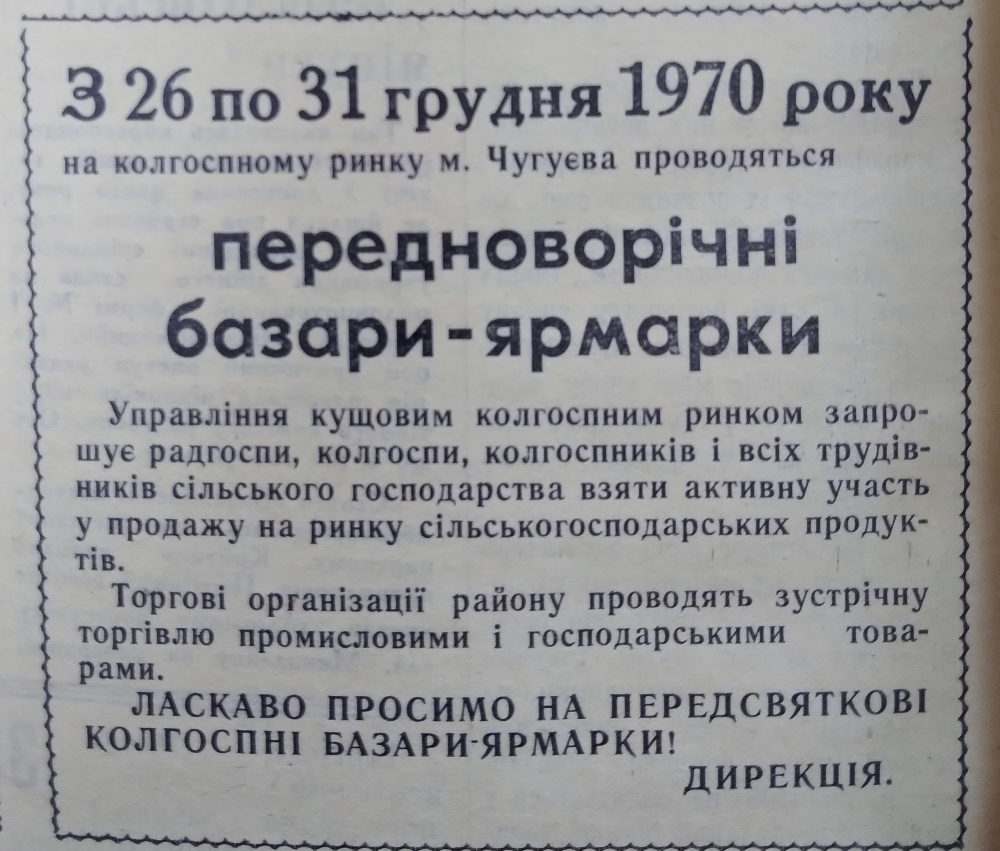 З 26 по 31 грудня 1970 року
на колгоспному ринку м. Чугуєва проводяться
передноворічні
базари-ярмарки
Управління кущовим колгоспним ринком запро-
шує радгоспи, колгоспи, колгоспників і всіх трудів-
ників сільського господарства взяти активну участь
у продажу на ринку сільськогосподарських продук-
тів.
Торгові організації району проводять зустрічну
торгівлю промисловими і господарськими това-
рами.
ЛАСКАВО ПРОСИМО НА ПЕРЕДСВЯТКОВІ
КОЛГОСПНІ БАЗАРИ-ЯРМАРКИ!
ДИРЕКЦІЯ.